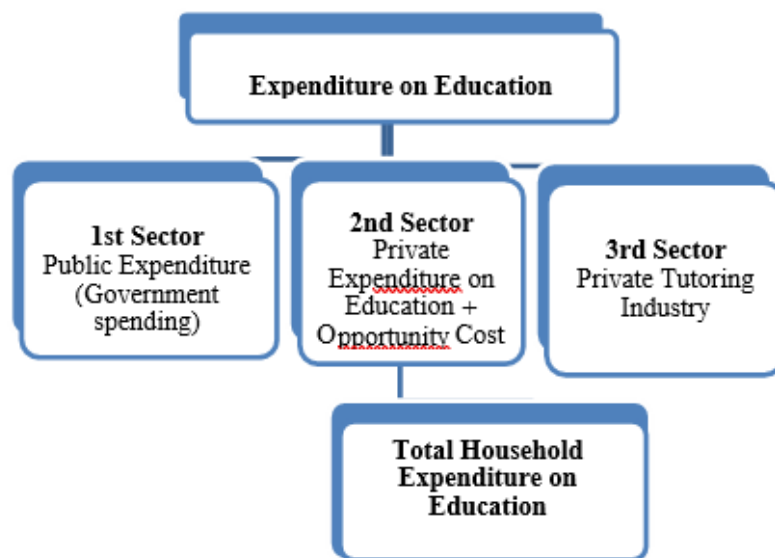 Expenditure on Education
1st Sector
Public Expenditure
(Government
spending)
2nd Sector
Private
Expenditure on
Education +
Opportunity Cost
3rd Sector
Private Tutoring
Industry
Total Household
Expenditure on
Education